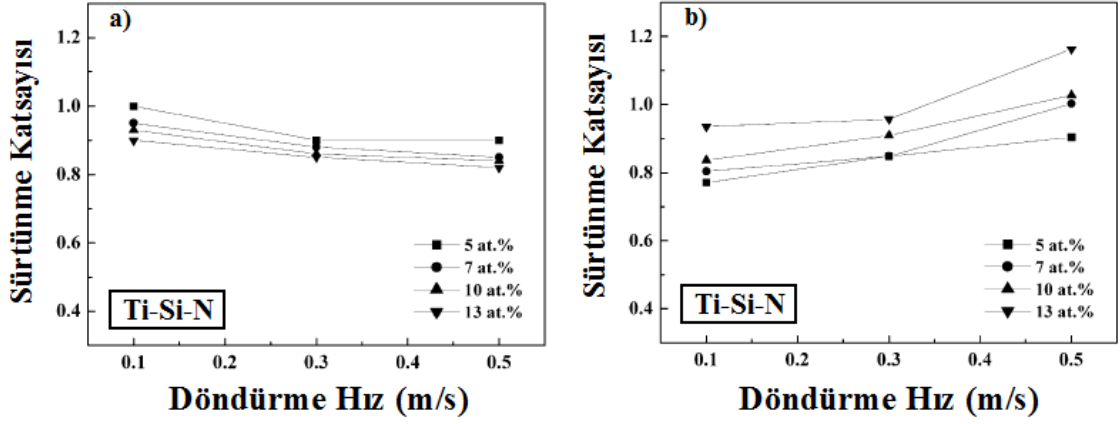 a)
Sürtünme Katsayısı
1.2
1.0
0.8
0.6
0.4
5 at.%
7 at.%
10 at.%
13 at.%
Ti-Si-N
0.1 0.2 0.3 0.4 0.5
Döndürme Hız (m/s)
b)
Sürtünme Katsayısı
1.2
1.0
0.8
0.6
0.4
5 at.%
7 at.%
10 at.%
13 at.%
Ti-Si-N
0.1 0.2 0.3 0.4 0.5
Döndürme Hız (m/s)